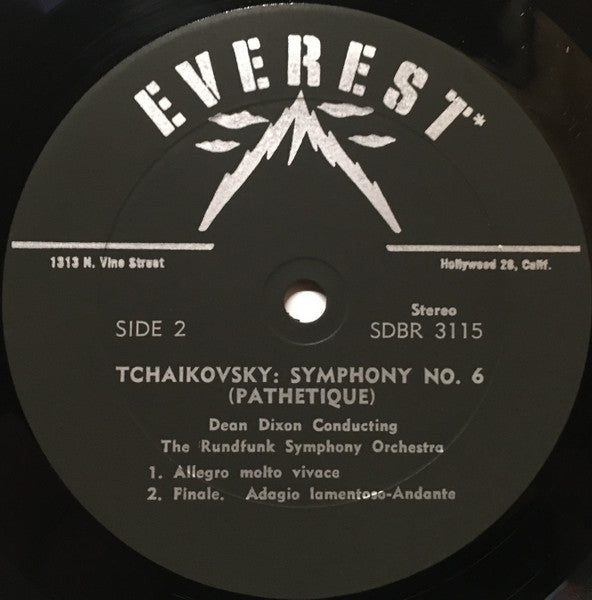 EVEREST*
1313 N. Vine Street
Hollywood 28, Calif.
Stereo
SIDE 2
SDBR 3115
TCHAIKOVSKY: SYMPHONY NO. 6
(PATHETIQUE)
Dean Dixon Conducting
The Rundfunk Symphony Orchestra
1. Allegro molto vivace
2. Finale. Adagio lamentoso-Andante